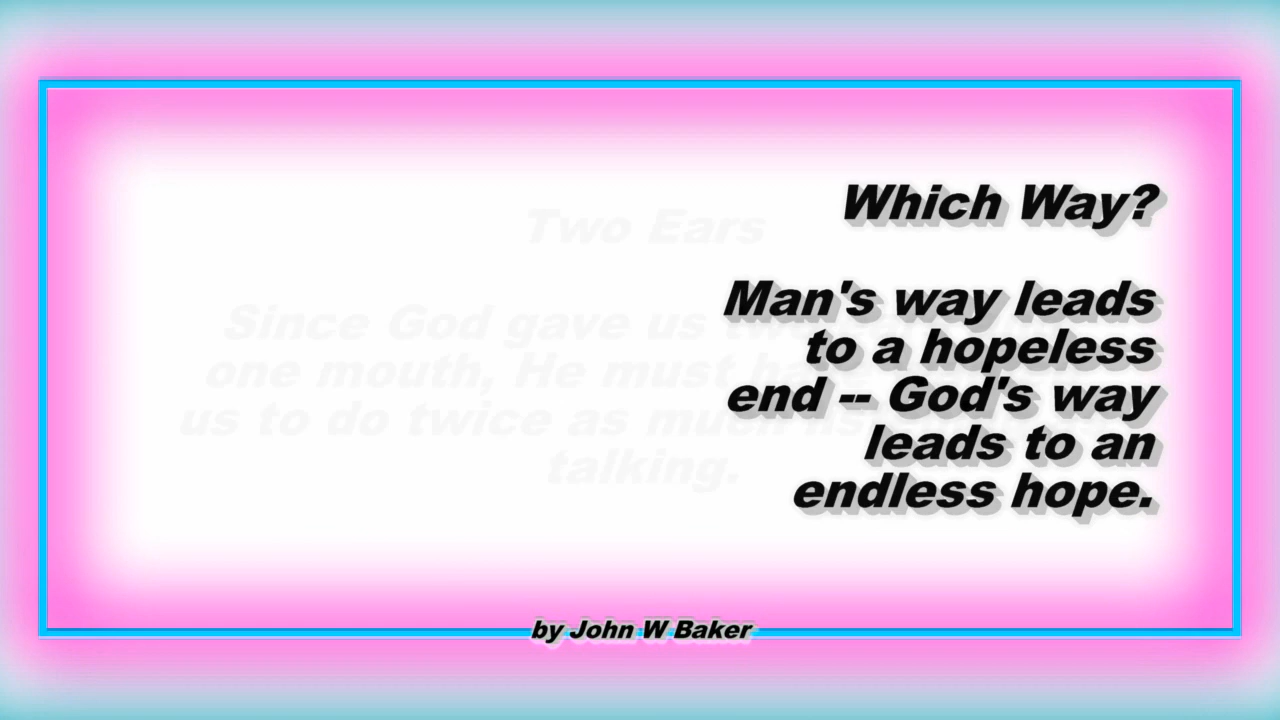 Which Way?
Man's way leads
to a hopeless
end -- God's way
leads to an
endless hope.
Two Ears
Since God gave us
one mouth, He must
us to do twice as much
talking.
by John W Baker